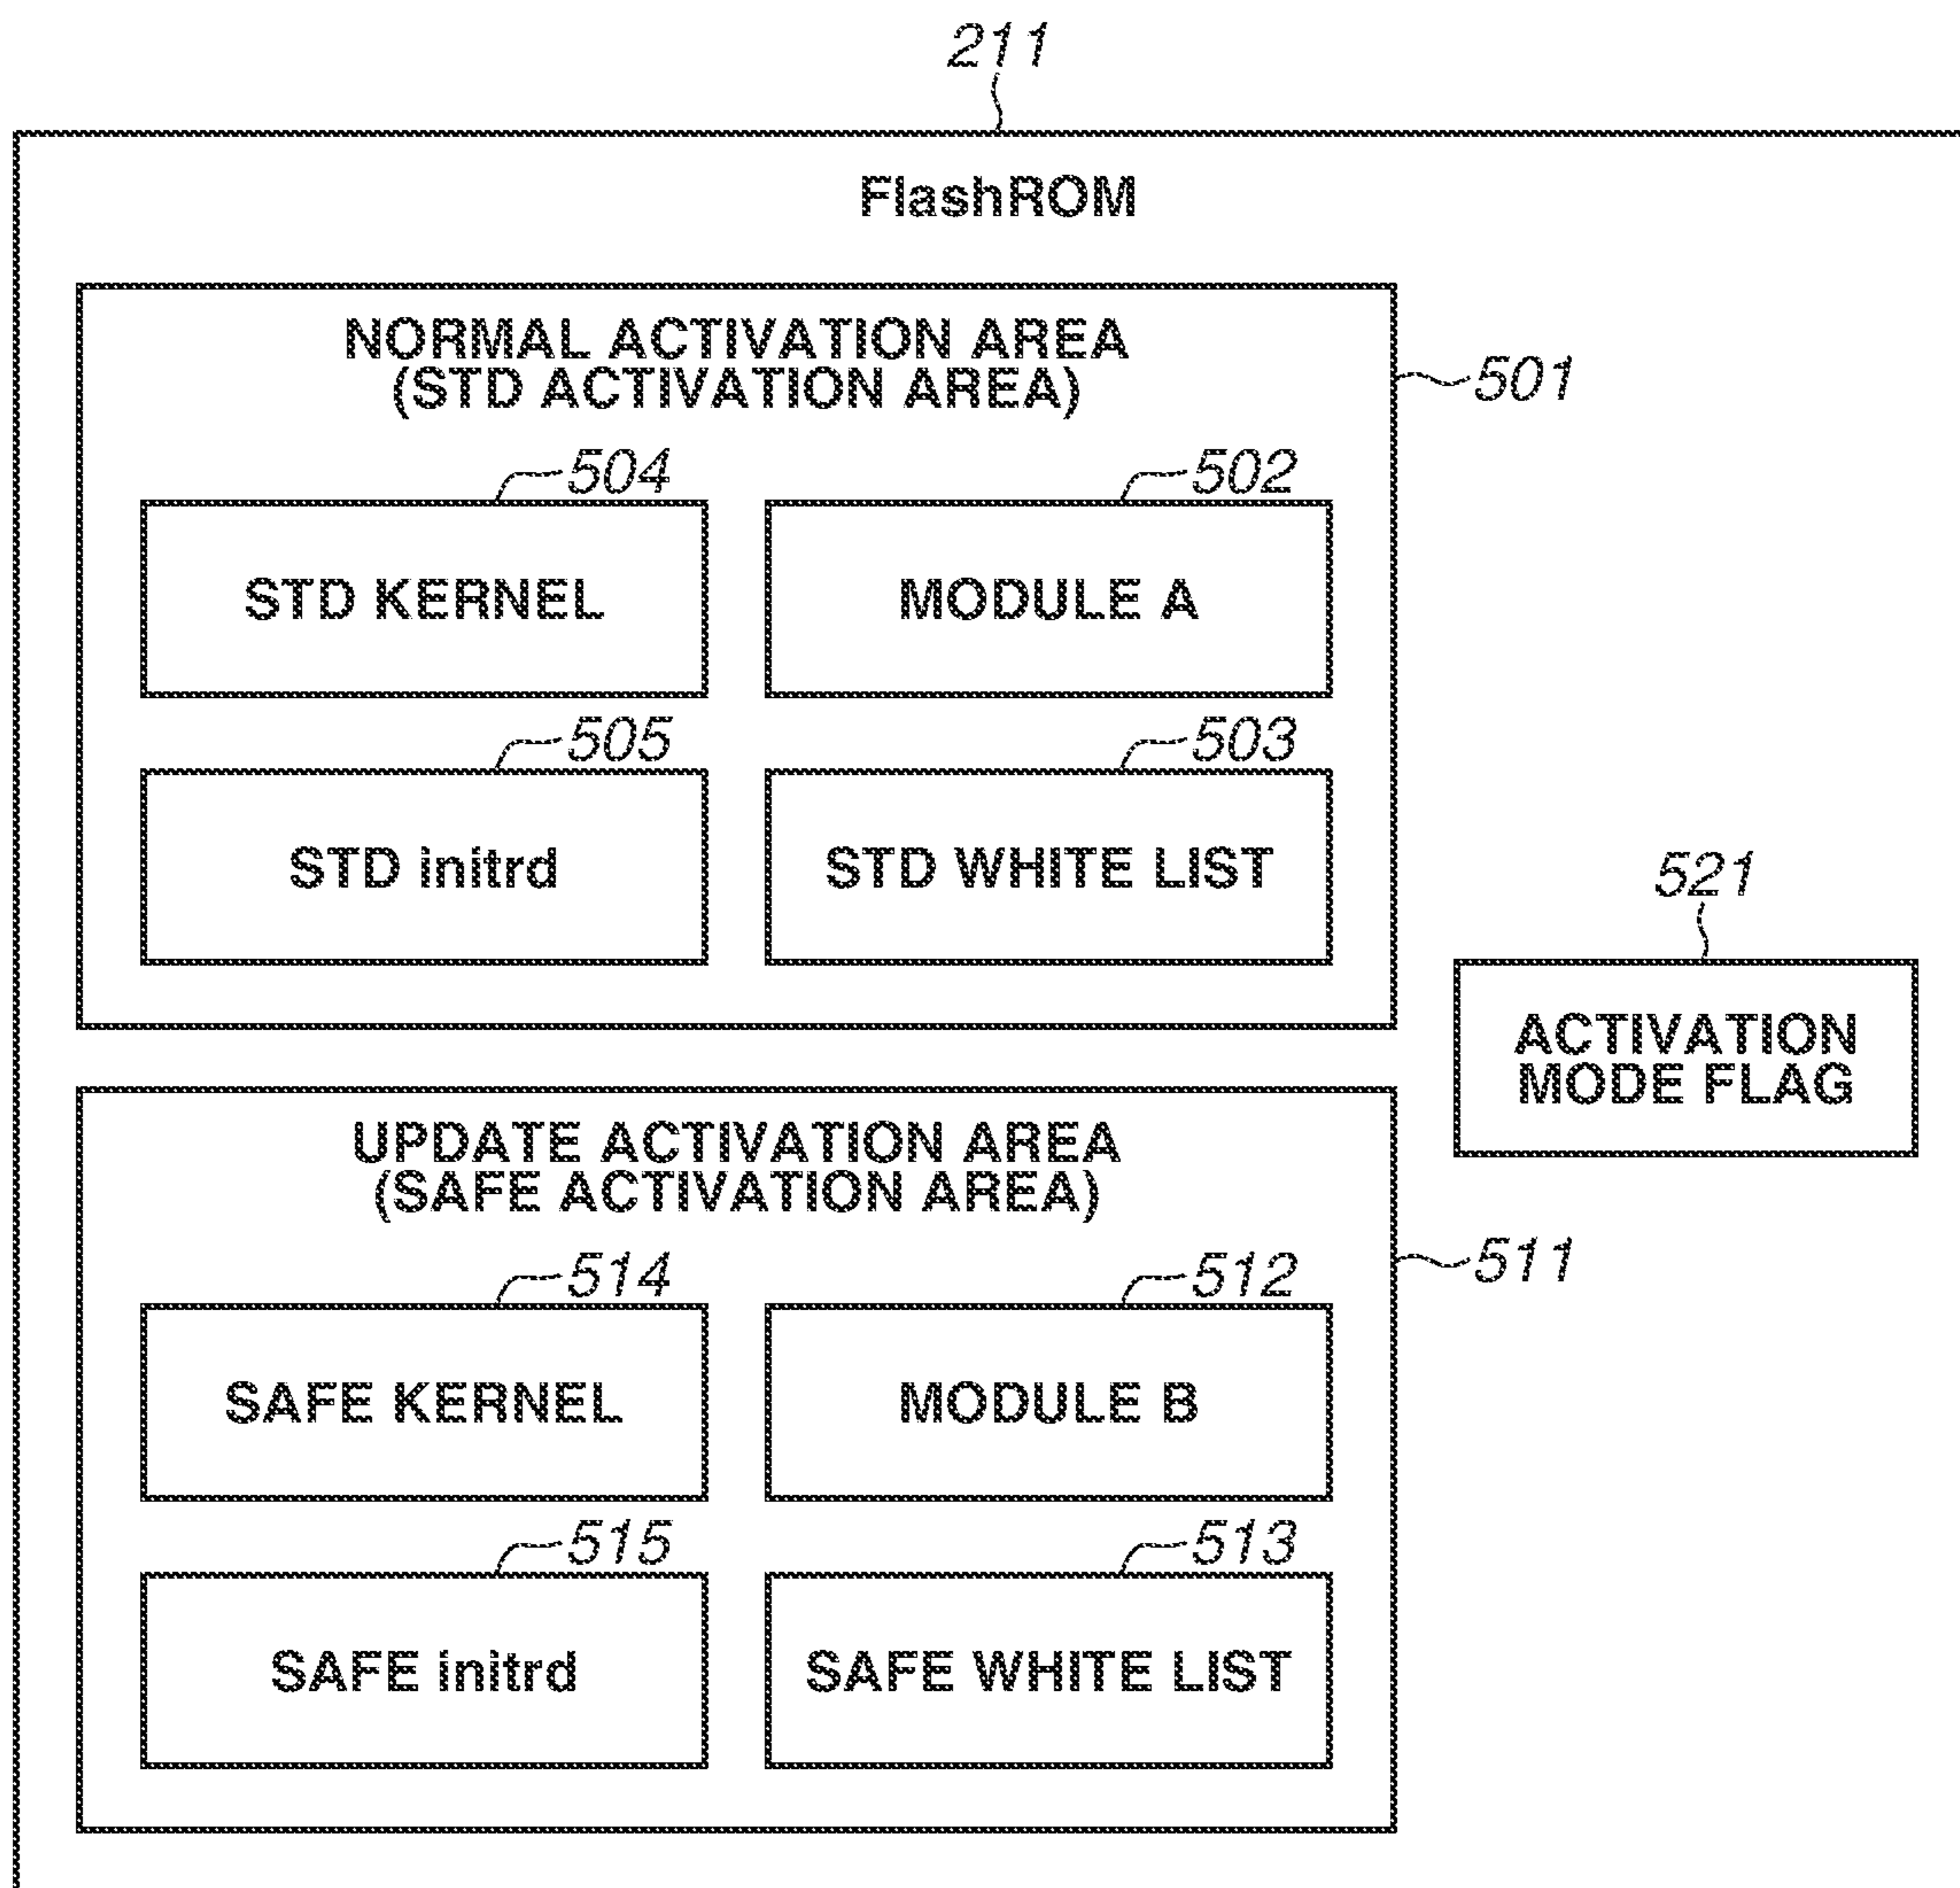 211
FlashROM
NORMAL ACTIVATION AREA
(STD ACTIVATION AREA)
501
504
502
STD KERNEL
MODULE A
505
503
STD initrd
STD WHITE LIST
521
ACTIVATION
MODE FLAG
UPDATE ACTIVATION AREA
(SAFE ACTIVATION AREA)
511
514
512
SAFE KERNEL
MODULE B
515
513
SAFE initrd
SAFE WHITE LIST